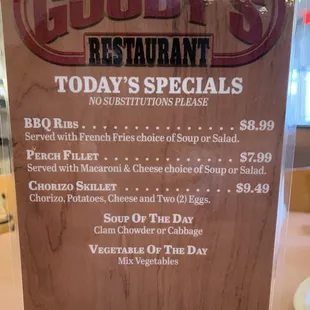 RESTAURANT
TODAY'S SPECIALS
NO SUBSTITUTIONS PLEASE
BBQ RIBS . . . . . . . . . . . . . . . . . . . $8.99
Served with French Fries choice of Soup or Salad.
PERCH FILLET . . . . . . . . . . . . . . . . $7.99
Served with Macaroni & Cheese choice of Soup or Salad.
CHORIZO SKILLET . . . . . . . . . . . . . $9.49
Chorizo, Potatoes, Cheese and Two (2) Eggs.
SOUP OF THE DAY
Clam Chowder or Cabbage
VEGETABLE OF THE DAY
Mix Vegetables